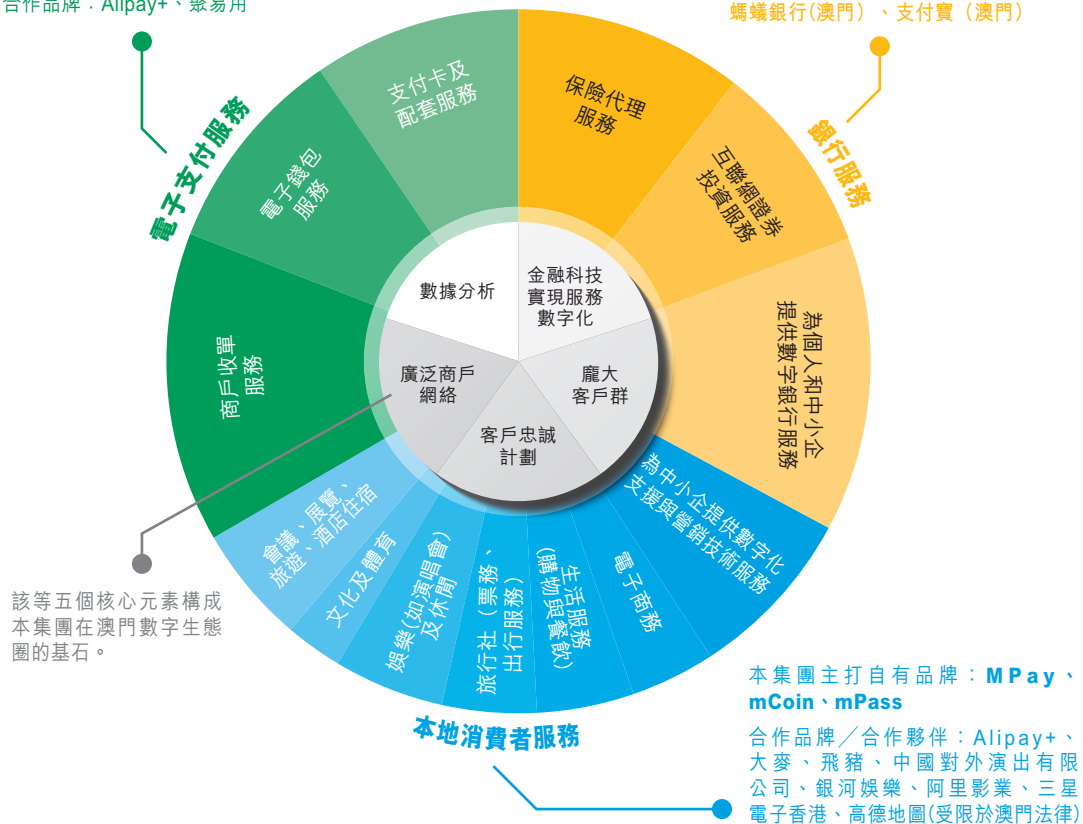 合作品牌：Alipay+、聚易用
螞蟻銀行(澳門）、支付寶（澳門）
電子支付服務
銀行服務
支付卡及
配套服務
電子錢包
服務
商戶收單
服務
保險代理
服務
互聯網證券
投資服務
為個人和中小企
提供數字銀行服務
數據分析
金融科技
實現服務
數字化
廣泛商戶
網絡
龐大
客戶群
客戶忠誠
計劃
會議、展覽、
旅遊、酒店住宿
文化及體育
娛樂(如演唱會)
及休閒
旅行社（票務、
出行服務）
生活服務
(購物與餐飲)
電子商務
為中小企提供數字化
支援與營銷技術服務
該等五個核心元素構成
本集團在澳門數字生態
圈的基石。
本地消費者服務
本集團主打自有品牌：MPay、
mCoin、mPass
合作品牌／合作夥伴：Alipay+、
大麥、飛豬、中國對外演出有限
公司、銀河娛樂、阿里影業、三星
電子香港、高德地圖(受限於澳門法律)